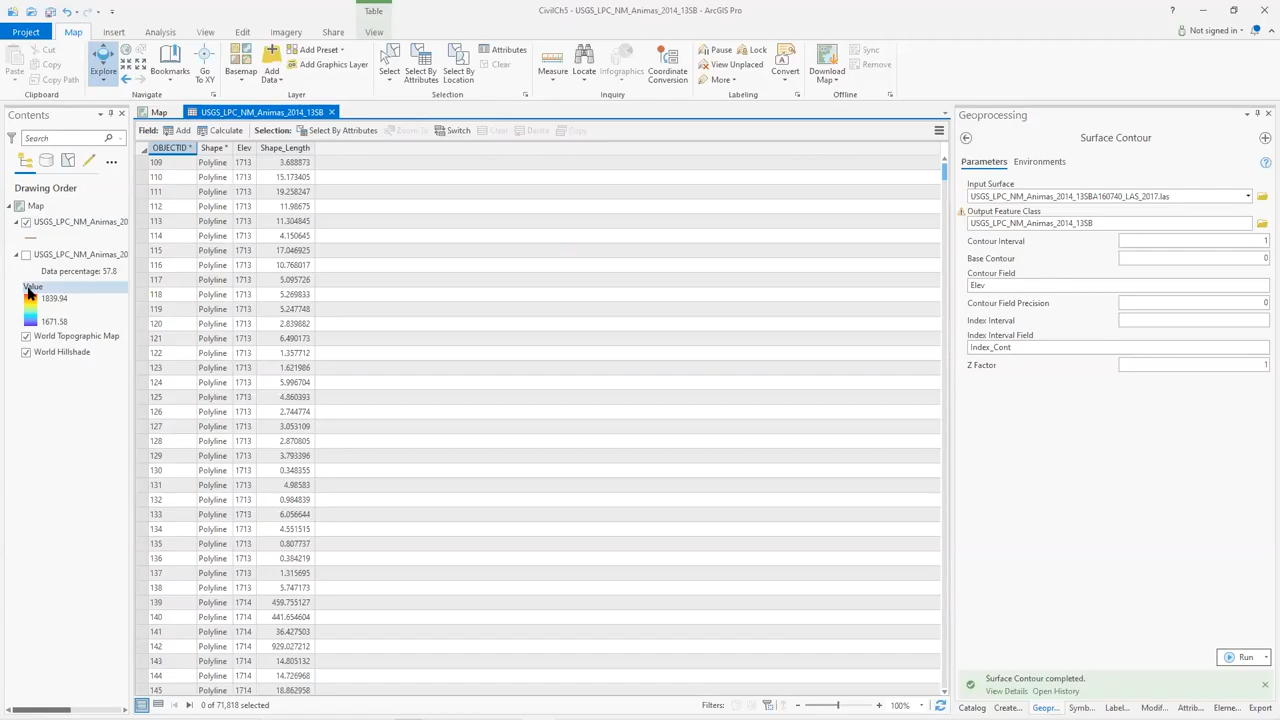 CivilCh5 - USGS_LPC_NM_Animas_2014_13SB - ArcGIS Pro
Table
Project Map Insert Analysis View Edit Imagery Share View
Not signed in
Paste
Cut
Copy
Copy Path
Clipboard
Explore
Bookmarks
Go To XY
Navigate
Basemap
Add Data
Add Preset
Add Graphics Layer
Layer
Select
Select By Attributes
Select By Location
Attributes
Clear
Selection
Measure
Locate
Infographics
Coordinate Conversion
Inquiry
Pause
Lock
View Unplaced
More
Convert
Labeling
Download Map
Sync
Remove
Offline
Contents
Search
Drawing Order
Map
USGS_LPC_NM_Animas_20
USGS_LPC_NM_Animas_20
Data percentage: 57.8
Value
1839.94
1671.58
World Topographic Map
World Hillshade
Map USGS_LPC_NM_Animas_2014_13SB
Field: Add Calculate Selection: Select By Attributes Zoom To Switch Clear Delete Copy
OBJECTID * Shape * Elev Shape_Length
109 Polyline 1713 3.688873
110 Polyline 1713 15.173405
111 Polyline 1713 19.258247
112 Polyline 1713 11.98675
113 Polyline 1713 11.304845
114 Polyline 1713 4.150645
115 Polyline 1713 17.046925
116 Polyline 1713 10.768017
117 Polyline 1713 5.095726
118 Polyline 1713 5.269833
119 Polyline 1713 5.247748
120 Polyline 1713 2.839882
121 Polyline 1713 6.490173
122 Polyline 1713 1.357712
123 Polyline 1713 1.621986
124 Polyline 1713 5.996704
125 Polyline 1713 4.860393
126 Polyline 1713 2.744774
127 Polyline 1713 3.053109
128 Polyline 1713 2.870805
129 Polyline 1713 3.793396
130 Polyline 1713 0.348355
131 Polyline 1713 4.98583
132 Polyline 1713 0.984839
133 Polyline 1713 6.056644
134 Polyline 1713 4.551515
135 Polyline 1713 0.807737
136 Polyline 1713 0.384219
137 Polyline 1713 1.315695
138 Polyline 1713 5.747173
139 Polyline 1714 459.755127
140 Polyline 1714 441.654604
141 Polyline 1714 36.427503
142 Polyline 1714 929.027212
143 Polyline 1714 14.805132
144 Polyline 1714 14.726968
145 Polyline 1714 18.862958
0 of 71,818 selected
Filters:
100%
Geoprocessing
Surface Contour
Parameters Environments
Input Surface
USGS_LPC_NM_Animas_2014_13SBA160740_LAS_2017.las
Output Feature Class
USGS_LPC_NM_Animas_2014_13SB
Contour Interval 1
Base Contour 0
Contour Field
Elev
Contour Field Precision 0
Index Interval
Index Interval Field
Index_Cont
Z Factor 1
Run
Surface Contour completed.
View Details Open History
Catalog Create... Geopr... Symb... Label... Modif... Attrib... Eleme... Export